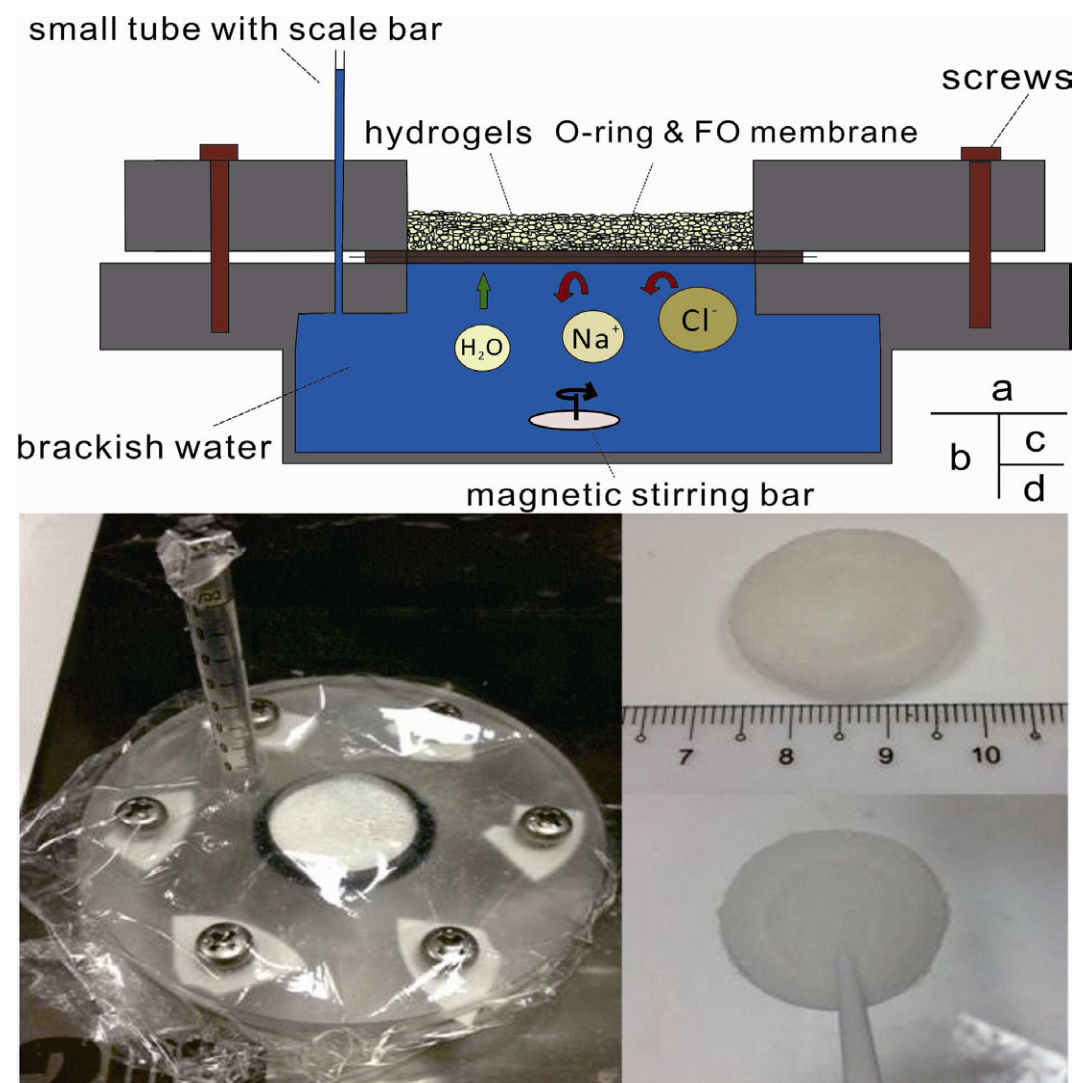 small tube with scale bar
screws
hydrogels O-ring & FO membrane
H₂O Na⁺ Cl⁻
a
b c
d
brackish water
magnetic stirring bar
7 8 9 10